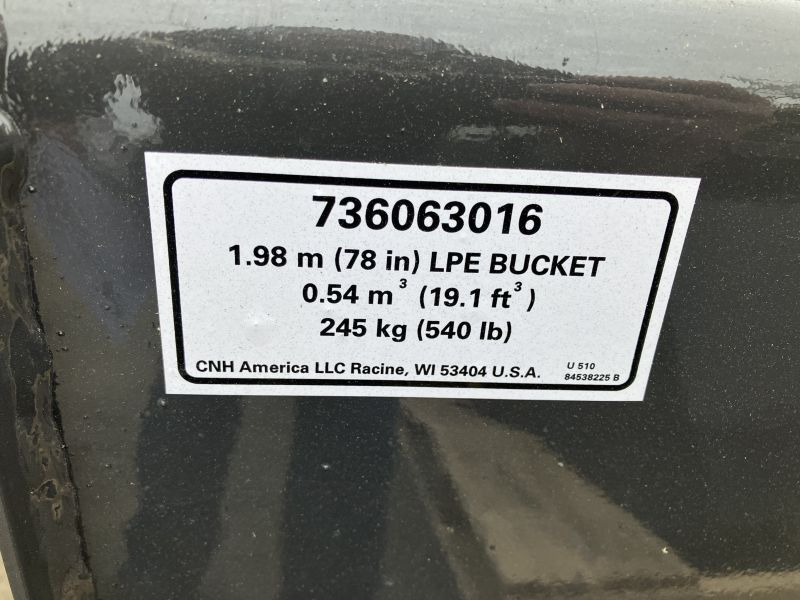 736063016
1.98 m (78 in) LPE BUCKET
0.54 m³ (19.1 ft³)
245 kg (540 lb)
CNH America LLC Racine, WI 53404 U.S.A.
U 510
84538225 B